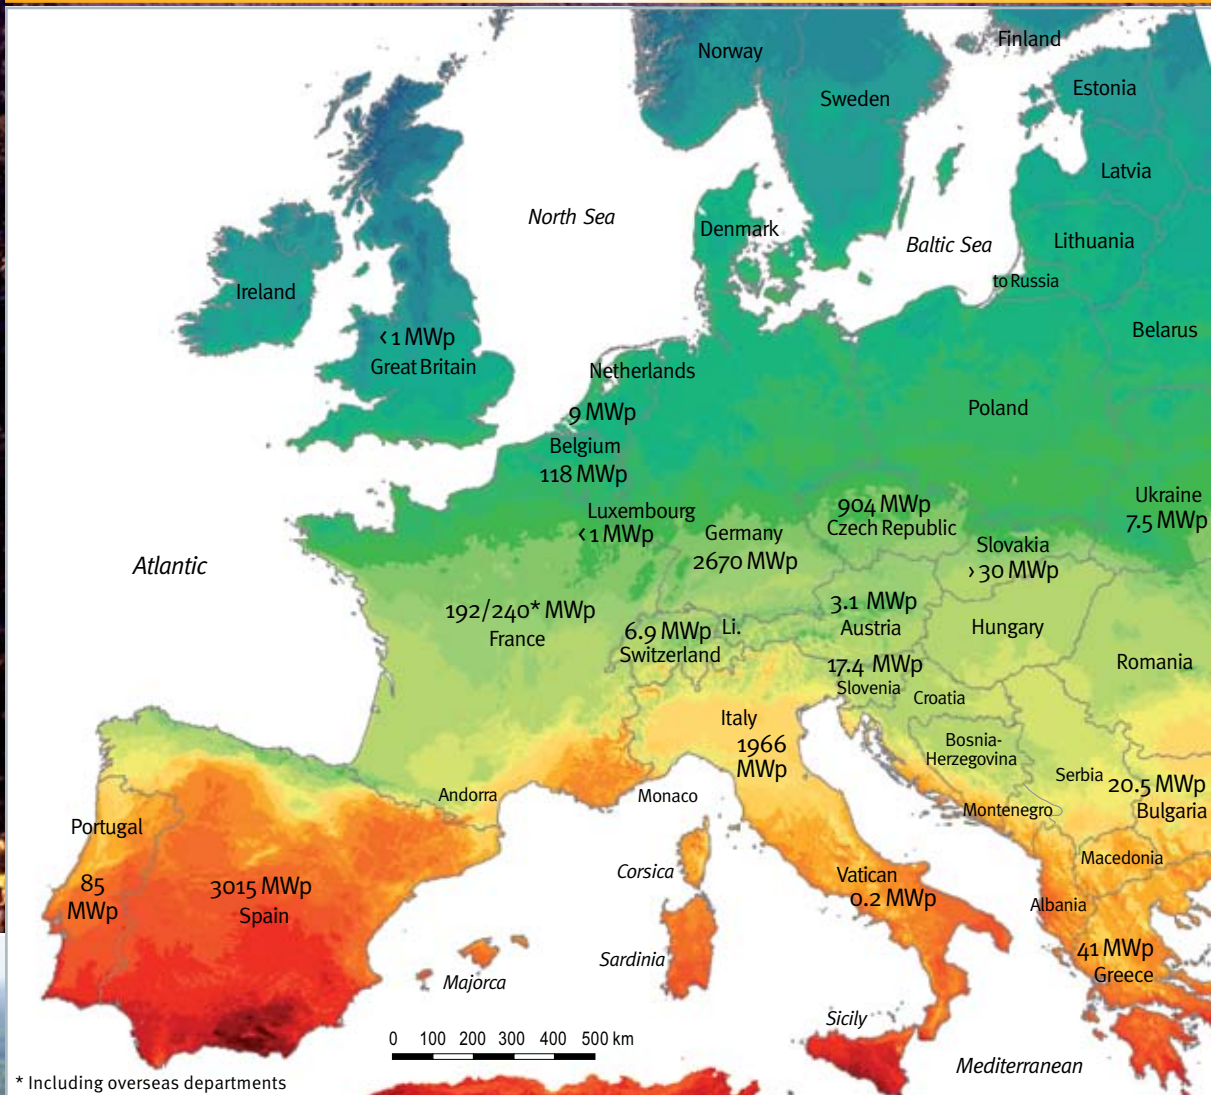 Norway
Finland
Sweden
Estonia
Latvia
North Sea
Denmark
Baltic Sea
Lithuania
to Russia
Ireland
Belarus
< 1 MWp
Great Britain
Netherlands
9 MWp
Poland
Belgium
118 MWp
Luxembourg
< 1 MWp
Germany
2670 MWp
904 MWp
Czech Republic
Ukraine
7.5 MWp
Slovakia
> 30 MWp
Atlantic
192/240* MWp
France
6.9 MWp
Switzerland
Li.
3.1 MWp
Austria
Hungary
17.4 MWp
Slovenia
Croatia
Romania
Italy
1966
MWp
Bosnia-
Herzegovina
Serbia
20.5 MWp
Bulgaria
Andorra
Monaco
Montenegro
Portugal
85
MWp
3015 MWp
Spain
Corsica
Vatican
0.2 MWp
Macedonia
Albania
41 MWp
Greece
Majorca
Sardinia
Sicily
Mediterranean
0 100 200 300 400 500 km
* Including overseas departments